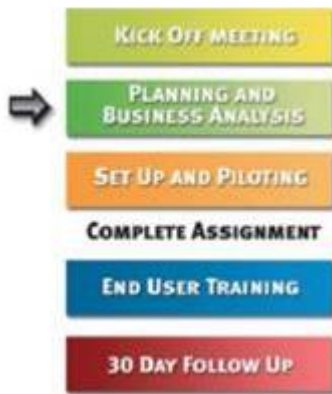 KICK OFF MEETING
PLANNING AND
BUSINESS ANALYSIS
SET UP AND PILOTING
COMPLETE ASSIGNMENT
END USER TRAINING
30 DAY FOLLOW UP